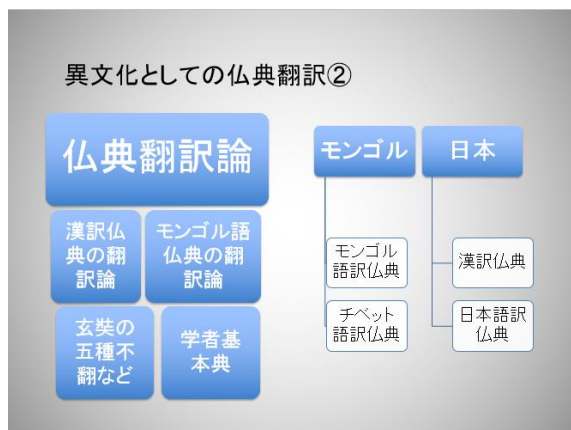 異文化としての仏典翻訳②
仏典翻訳論
漢訳仏
典の翻
訳論
モンゴル語
仏典の翻
訳論
玄奘の
五種不
翻など
学者基
本典
モンゴル
モンゴル
語訳仏典
チベット
語訳仏典
日本
漢訳仏典
日本語訳
仏典